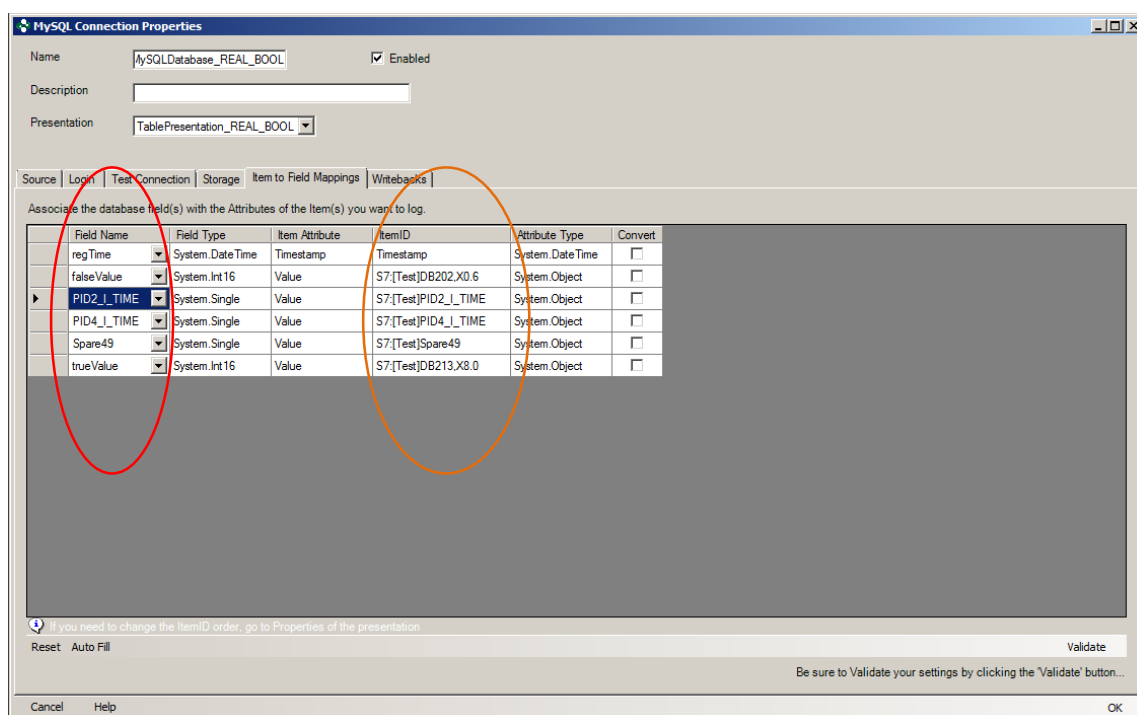 MySQL Connection Properties
Name MySQLDatabase_REAL_BOOL Enabled
Description
Presentation TablePresentation_REAL_BOOL
Source Login Test Connection Storage Item to Field Mappings Writebacks
Associate the database field(s) with the Attributes of the Item(s) you want to log.
Field Name Field Type Item Attribute ItemID Attribute Type Convert
regTime System.DateTime Timestamp Timestamp System.DateTime
falseValue System.Int16 Value S7:[Test]DB202,X0.6 System.Object
PID2_I_TIME System.Single Value S7:[Test]PID2_I_TIME System.Object
PID4_I_TIME System.Single Value S7:[Test]PID4_I_TIME System.Object
Spare49 System.Single Value S7:[Test]Spare49 System.Object
trueValue System.Int16 Value S7:[Test]DB213,X8.0 System.Object
If you need to change the ItemID order, go to Properties of the presentation
Reset Auto Fill Validate
Be sure to Validate your settings by clicking the 'Validate' button...
Cancel Help OK